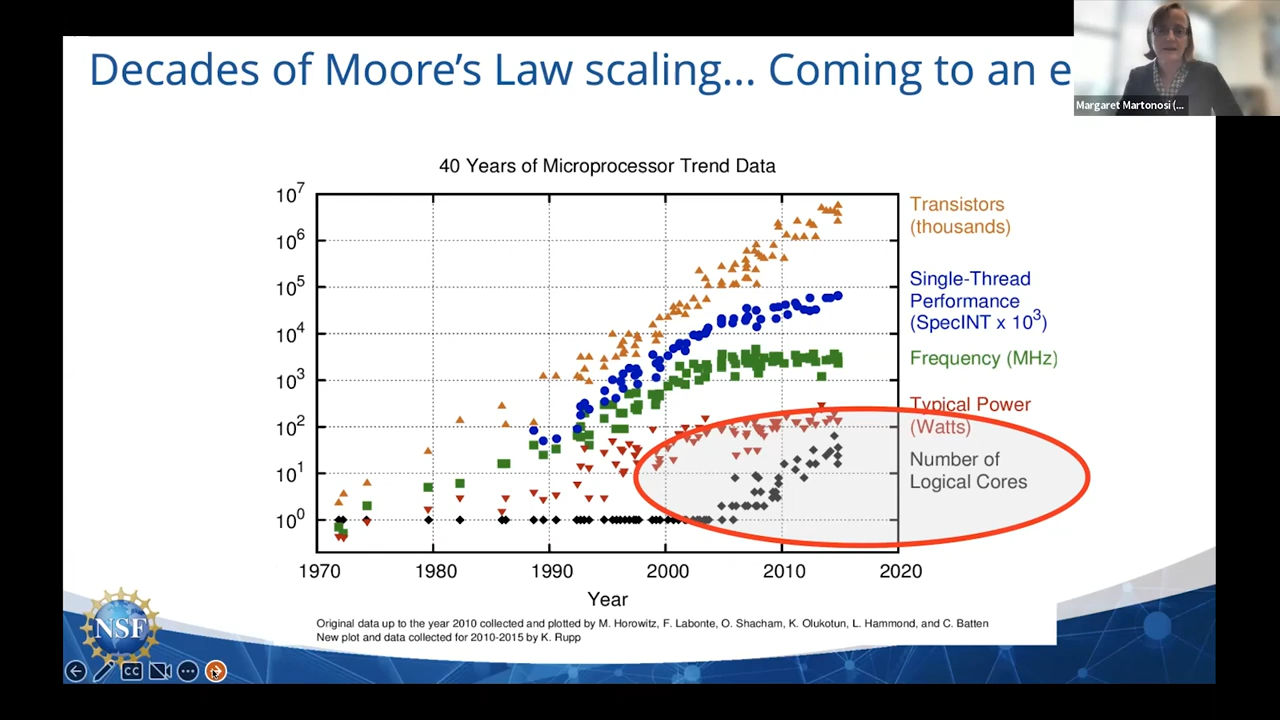 Decades of Moore's Law scaling... Coming to an e
Margaret Martonosi (...
40 Years of Microprocessor Trend Data
10^7
10^6
10^5
10^4
10^3
10^2
10^1
10^0
Transistors
(thousands)
Single-Thread
Performance
(SpecINT x 10^3)
Frequency (MHz)
Typical Power
(Watts)
Number of
Logical Cores
1970 1980 1990 2000 2010 2020
Year
Original data up to the year 2010 collected and plotted by M. Horowitz, F. Labonte, O. Shacham, K. Olukotun, L. Hammond, and C. Batten
New plot and data collected for 2010-2015 by K. Rupp
NSF
CC